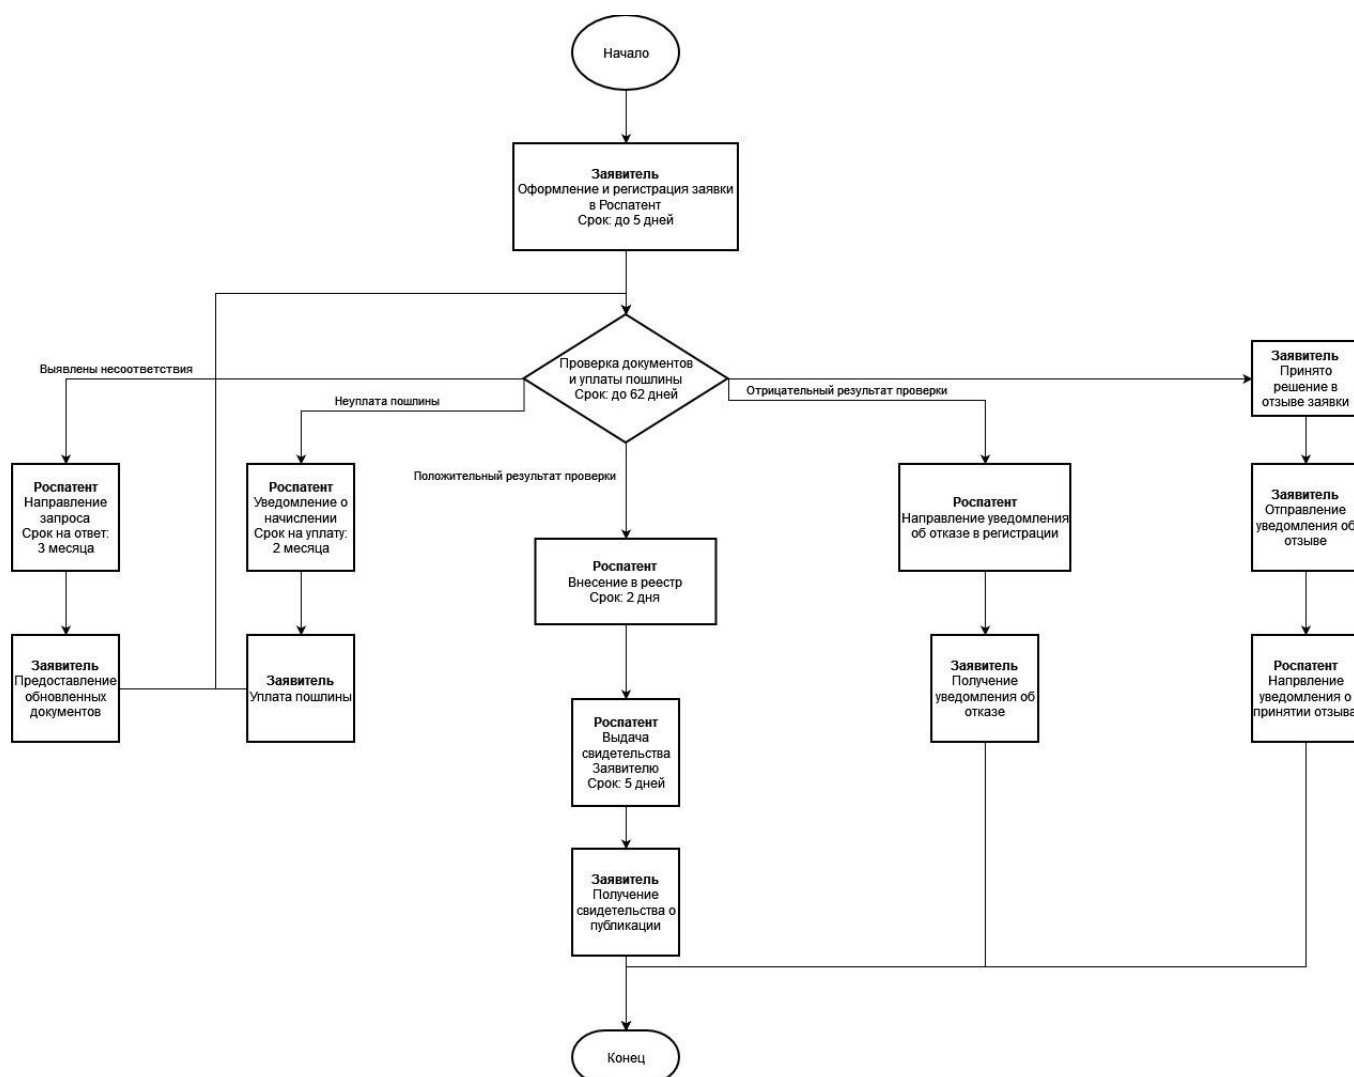 Начало
Заявитель
Оформление и регистрация заявки
в Роспатент
Срок: до 5 дней
Проверка документов
и уплаты пошлины
Срок: до 62 дней
Выявлены несоответствия
Неуплата пошлины
Положительный результат проверки
Отрицательный результат проверки
Заявитель
Принято
решение в
отзыве заявки
Роспатент
Направление
запроса
Срок на ответ:
3 месяца
Роспатент
Уведомление о
начислении
Срок на уплату:
2 месяца
Роспатент
Внесение в реестр
Срок: 2 дня
Роспатент
Направление уведомления
об отказе в регистрации
Заявитель
Отправление
уведомления об
отзыве
Заявитель
Предоставление
обновленных
документов
Заявитель
Уплата пошлины
Роспатент
Выдача
свидетельства
Заявителю
Срок: 5 дней
Заявитель
Получение
уведомления об
отказе
Роспатент
Напрвление
уведомления о
принятии отзыва
Заявитель
Получение
свидетельства о
публикации
Конец